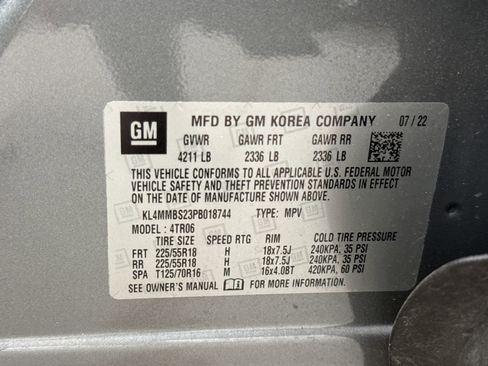 GM
MFD BY GM KOREA COMPANY 07/22
GVWR GAWR FRT GAWR RR
4211 LB 2336 LB 2336 LB
THIS VEHICLE CONFORMS TO ALL APPLICABLE U.S. FEDERAL MOTOR
VEHICLE SAFETY AND THEFT PREVENTION STANDARDS IN EFFECT
ON THE DATE OF MANUFACTURE SHOWN ABOVE.
KL4MMBS23PB018744 TYPE: MPV
MODEL : 4TR06
TIRE SIZE SPEED RTG RIM COLD TIRE PRESSURE
FRT 225/55R18 H 18x7.5J 240KPA, 35 PSI
RR 225/55R18 H 18x7.5J 240KPA, 35 PSI
SPA T125/70R16 M 16x4.0BT 420KPA, 60 PSI
SEE OWNER'S MANUAL FOR MORE INFORMATION.